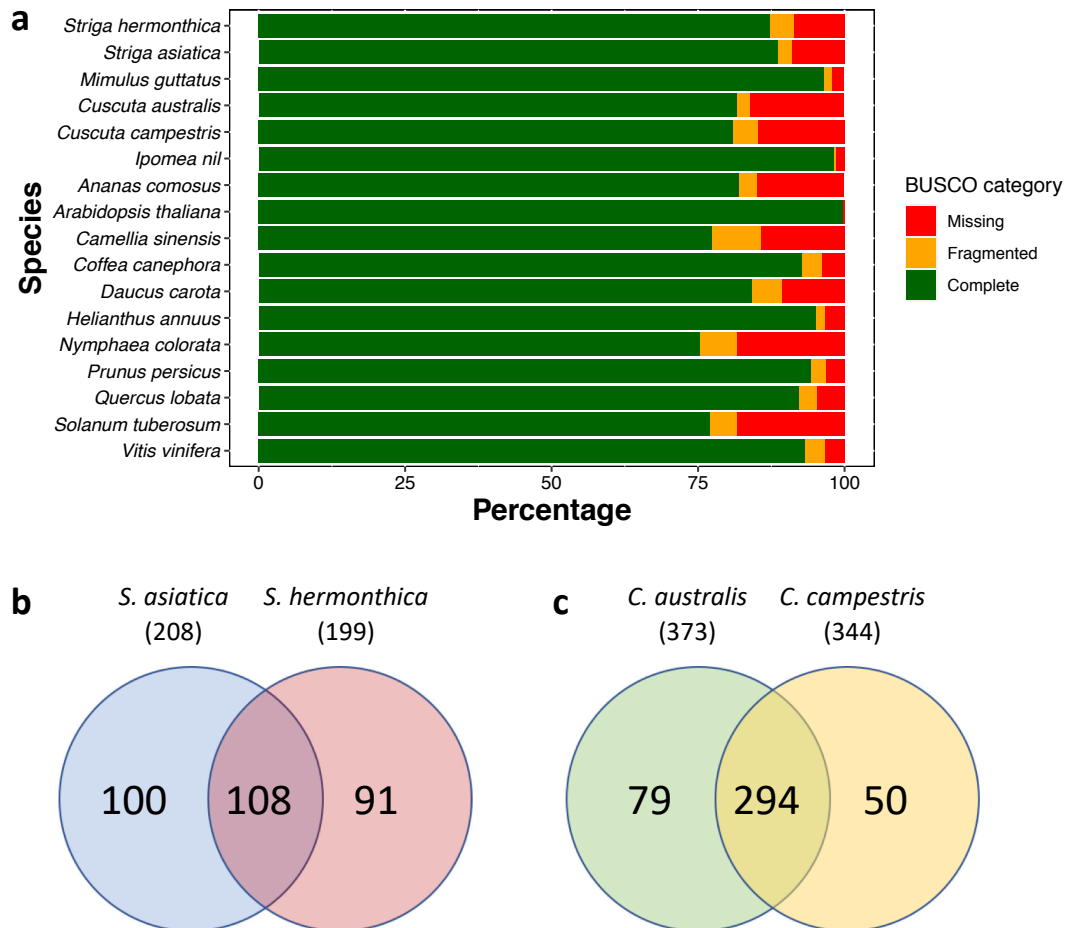 a
Species
Striga hermonthica
Striga asiatica
Mimulus guttatus
Cuscuta australis
Cuscuta campestris
Ipomea nil
Ananas comosus
Arabidopsis thaliana
Camellia sinensis
Coffea canephora
Daucus carota
Helianthus annuus
Nymphaea colorata
Prunus persicus
Quercus lobata
Solanum tuberosum
Vitis vinifera
0 25 50 75 100
Percentage
BUSCO category
Missing
Fragmented
Complete
b
S. asiatica S. hermonthica
(208) (199)
100 108 91
c
C. australis C. campestris
(373) (344)
79 294 50